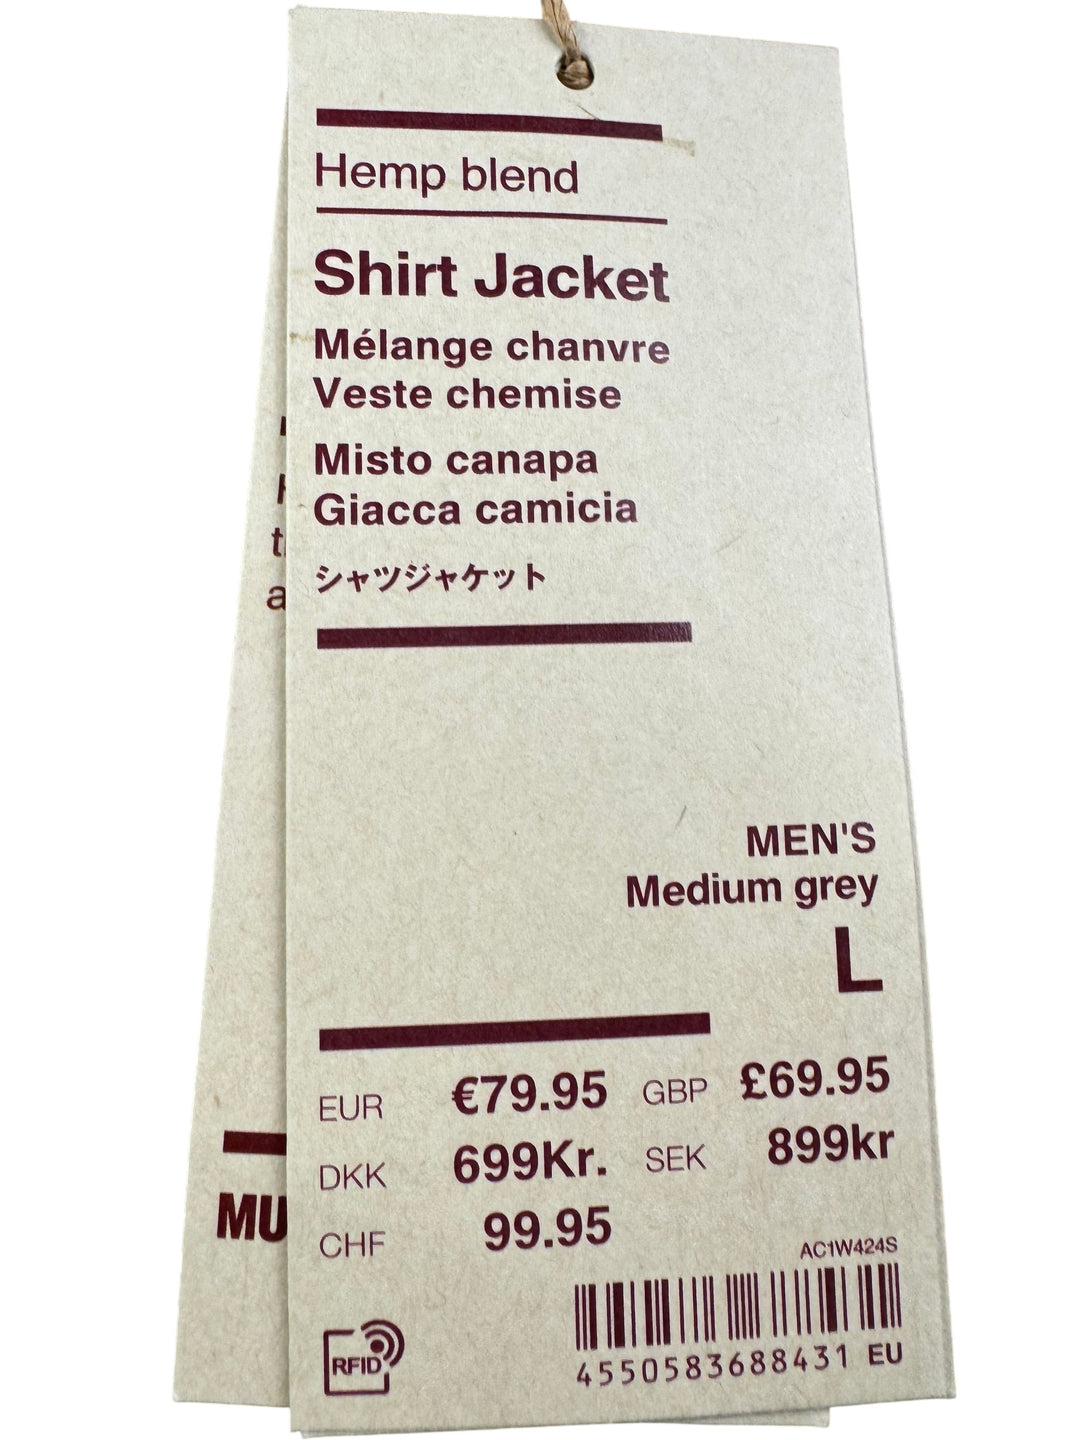 Hemp blend
Shirt Jacket
Mélange chanvre
Veste chemise
Misto canapa
Giacca camicia
シャツジャケット
MEN'S
Medium grey
L
EUR €79.95 GBP £69.95
DKK 699Kr. SEK 899kr
CHF 99.95
AC1W424S
4550583688431 EU
RFID
MU